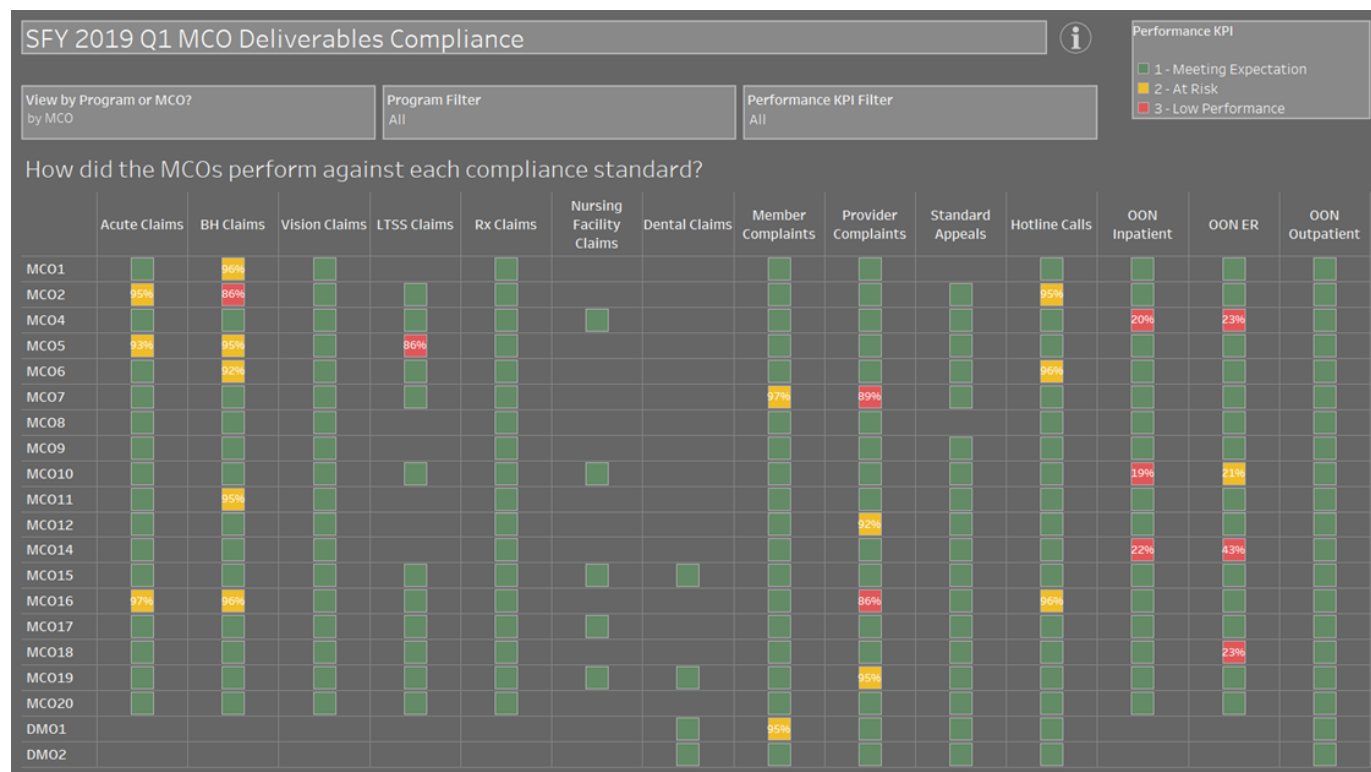 SFY 2019 Q1 MCO Deliverables Compliance
i
Performance KPI
1 - Meeting Expectation
2 - At Risk
3 - Low Performance
View by Program or MCO?
by MCO
Program Filter
All
Performance KPI Filter
All
How did the MCOs perform against each compliance standard?
Acute Claims BH Claims Vision Claims LTSS Claims Rx Claims Nursing Facility Claims Dental Claims Member Complaints Provider Complaints Standard Appeals Hotline Calls OON Inpatient OON ER OON Outpatient
MCO1 96%
MCO2 95% 86% 95%
MCO4 20% 23%
MCO5 93% 95% 86%
MCO6 92% 96%
MCO7 97% 89%
MCO8
MCO9
MCO10 19% 21%
MCO11 95%
MCO12 92%
MCO14 22% 43%
MCO15
MCO16 97% 96% 86% 96%
MCO17
MCO18 23%
MCO19 95%
MCO20
DMO1 95%
DMO2